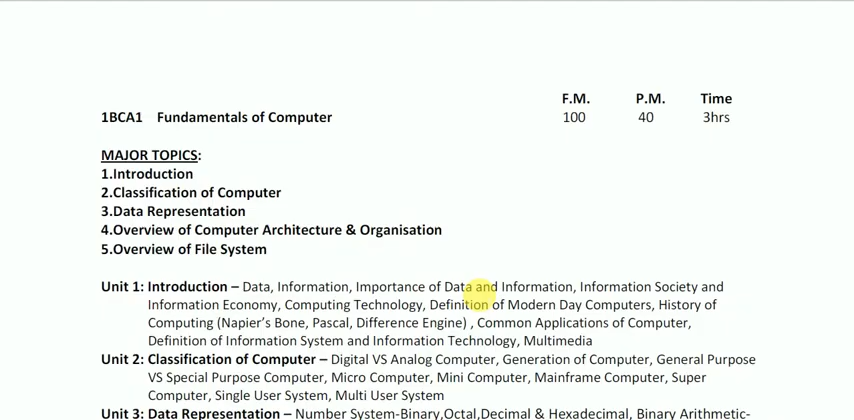 F.M. P.M. Time
1BCA1 Fundamentals of Computer 100 40 3hrs
MAJOR TOPICS:
1.Introduction
2.Classification of Computer
3.Data Representation
4.Overview of Computer Architecture & Organisation
5.Overview of File System
Unit 1: Introduction – Data, Information, Importance of Data and Information, Information Society and
Information Economy, Computing Technology, Definition of Modern Day Computers, History of
Computing (Napier's Bone, Pascal, Difference Engine) , Common Applications of Computer,
Definition of Information System and Information Technology, Multimedia
Unit 2: Classification of Computer – Digital VS Analog Computer, Generation of Computer, General Purpose
VS Special Purpose Computer, Micro Computer, Mini Computer, Mainframe Computer, Super
Computer, Single User System, Multi User System
Unit 3: Data Representation – Number System-Binary,Octal,Decimal & Hexadecimal, Binary Arithmetic-